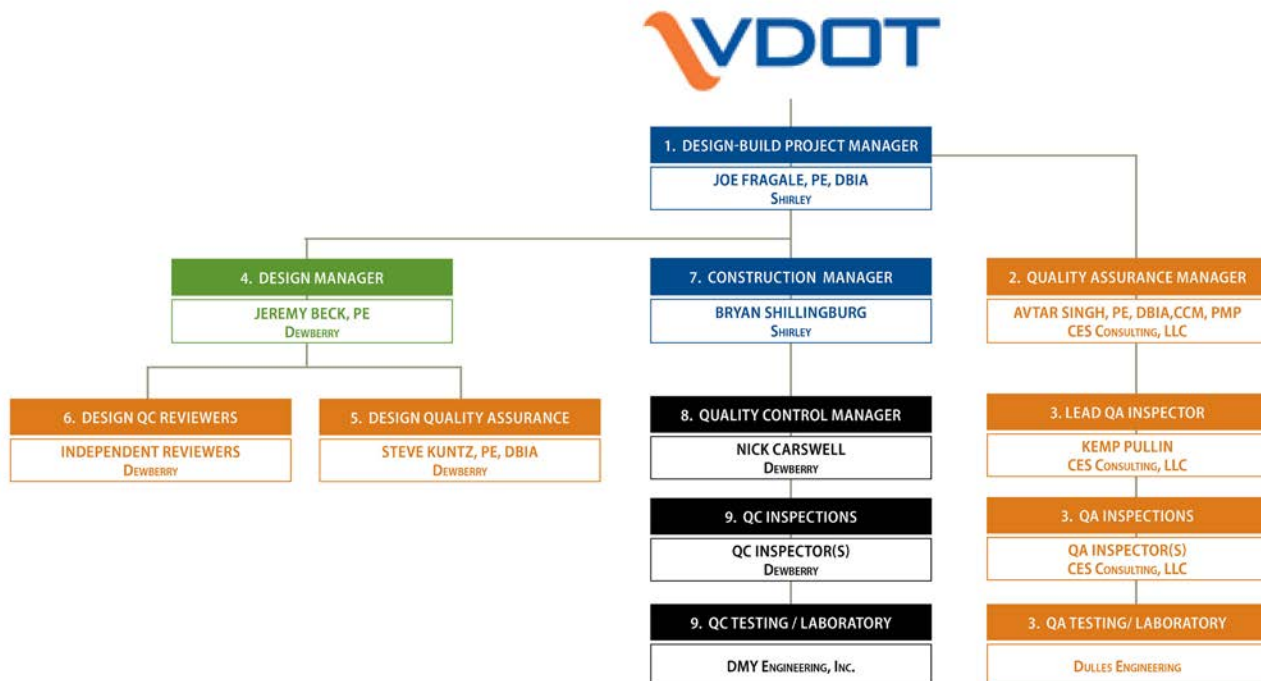 VDOT
1. DESIGN-BUILD PROJECT MANAGER
JOE FRAGALE, PE, DBIA
SHIRLEY
4. DESIGN MANAGER
JEREMY BECK, PE
DEWBERRY
7. CONSTRUCTION MANAGER
BRYAN SHILLINGBURG
SHIRLEY
2. QUALITY ASSURANCE MANAGER
AVTAR SINGH, PE, DBIA,CCM, PMP
CES CONSULTING, LLC
6. DESIGN QC REVIEWERS
INDEPENDENT REVIEWERS
DEWBERRY
5. DESIGN QUALITY ASSURANCE
STEVE KUNTZ, PE, DBIA
DEWBERRY
8. QUALITY CONTROL MANAGER
NICK CARSWELL
DEWBERRY
3. LEAD QA INSPECTOR
KEMP PULLIN
CES CONSULTING, LLC
9. QC INSPECTIONS
QC INSPECTOR(S)
DEWBERRY
3. QA INSPECTIONS
QA INSPECTOR(S)
CES CONSULTING, LLC
9. QC TESTING / LABORATORY
DMY ENGINEERING, INC.
3. QA TESTING/ LABORATORY
DULLES ENGINEERING